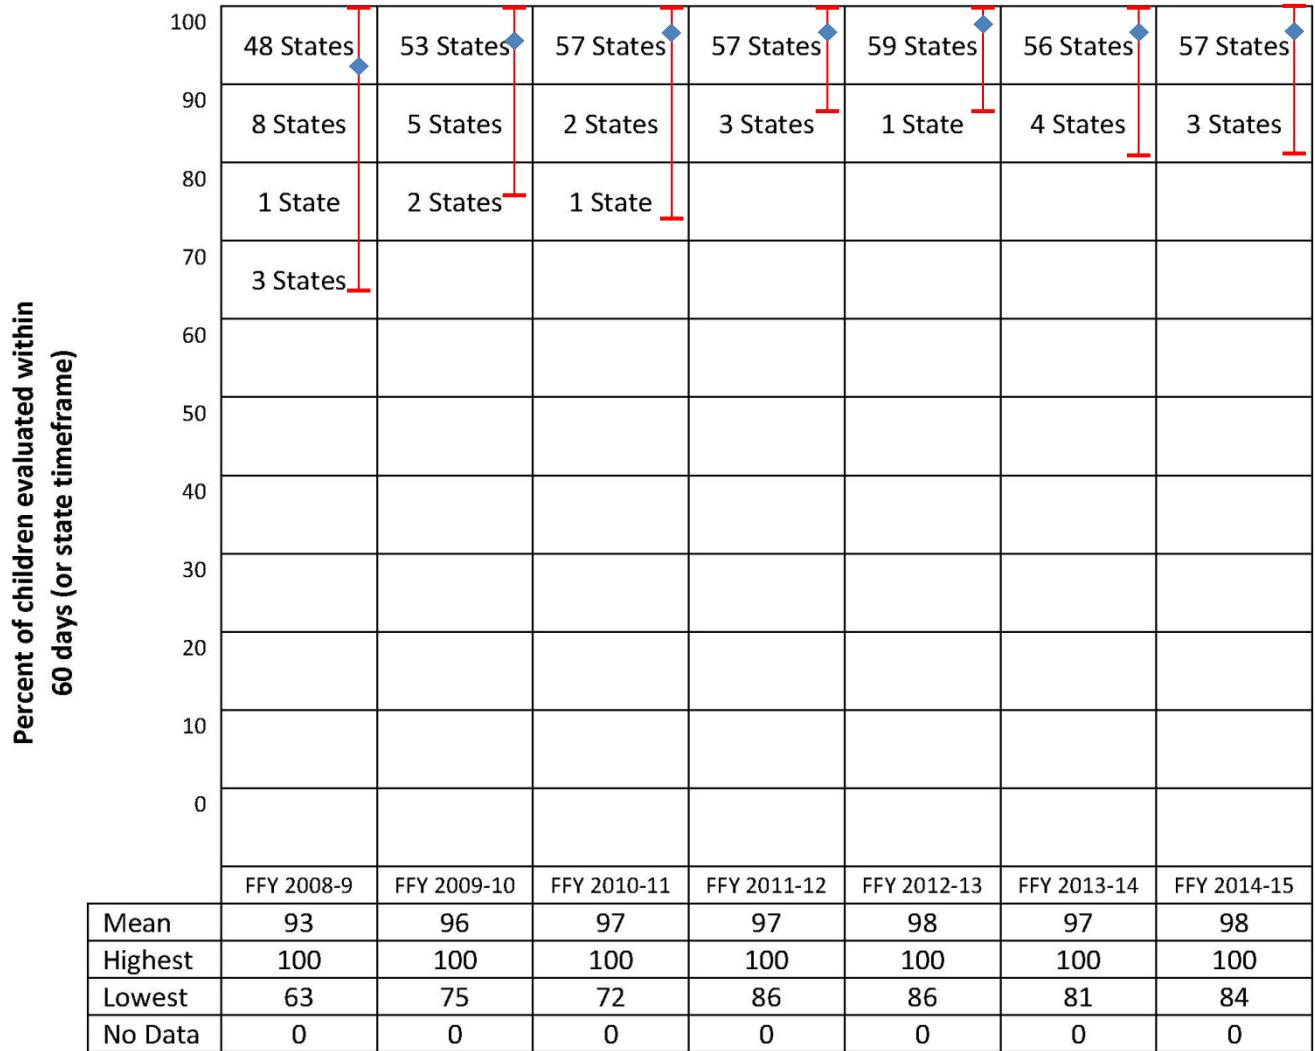 100
48 States 53 States 57 States 57 States 59 States 56 States 57 States
90
8 States 5 States 2 States 3 States 1 State 4 States 3 States
80
1 State 2 States 1 State
70
3 States
60
50
40
30
20
10
0
Percent of children evaluated within
60 days (or state timeframe)
FFY 2008-9 FFY 2009-10 FFY 2010-11 FFY 2011-12 FFY 2012-13 FFY 2013-14 FFY 2014-15
Mean 93 96 97 97 98 97 98
Highest 100 100 100 100 100 100 100
Lowest 63 75 72 86 86 81 84
No Data 0 0 0 0 0 0 0